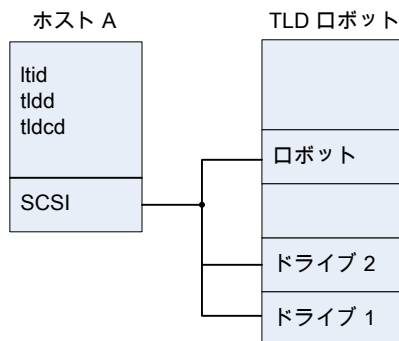 ホスト A
ltid
tldd
tldcd
SCSI
TLD ロボット
ロボット
ドライブ 2
ドライブ 1